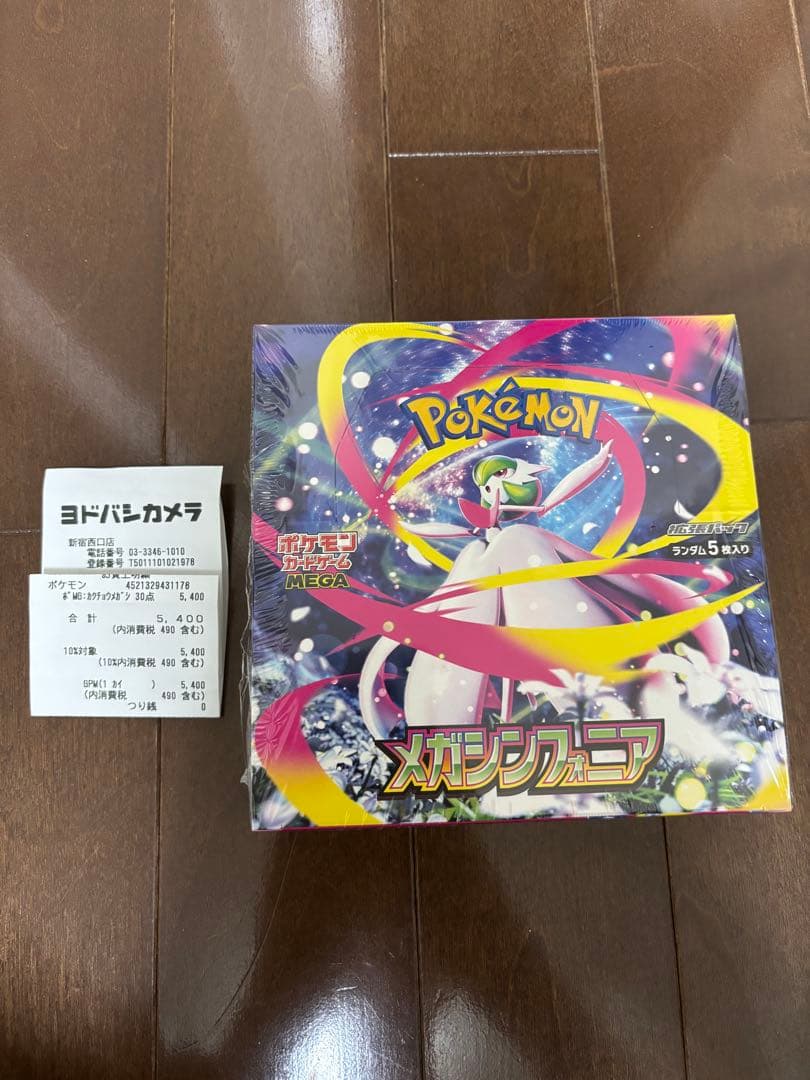 ヨドバシカメラ
新宿西口店
電話番号 03-3346-1010
登録番号 T5011101021978
お買上明細
ポケモン 4521329431178
ポMG:カクチョウメガシ 30点 5,400
合 計 5,400
(内消費税 490 含む)
10%対象 5,400
(10%内消費税 490 含む)
GPM(1 カイ ) 5,400
(内消費税 490 含む)
つり銭 0
POKéMON
拡張パック
ランダム5枚入り
ポケモン
カードゲーム
MEGA
メガシンフォニア